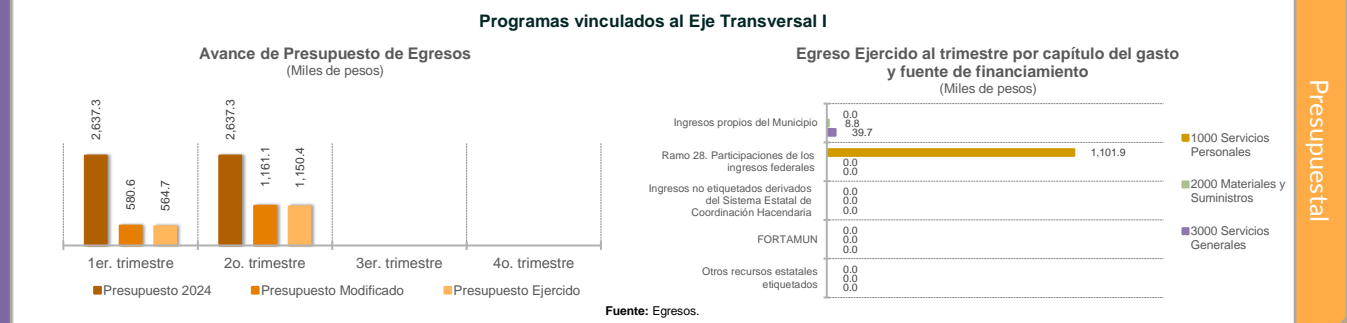 Programas vinculados al Eje Transversal I
Avance de Presupuesto de Egresos
(Miles de pesos)
2,637.3
580.6
564.7
2,637.3
1,161.1
1,150.4
1er. trimestre
2o. trimestre
3er. trimestre
4o. trimestre
Presupuesto 2024
Presupuesto Modificado
Presupuesto Ejercido
Egreso Ejercido al trimestre por capítulo del gasto
y fuente de financiamiento
(Miles de pesos)
Ingresos propios del Municipio
0.0
8.8
39.7
Ramo 28. Participaciones de los
ingresos federales
1,101.9
0.0
0.0
Ingresos no etiquetados derivados
del Sistema Estatal de
Coordinación Hacendaria
0.0
0.0
0.0
FORTAMUN
0.0
0.0
0.0
Otros recursos estatales
etiquetados
0.0
0.0
0.0
1000 Servicios
Personales
2000 Materiales y
Suministros
3000 Servicios
Generales
Fuente: Egresos.
Presupuestal